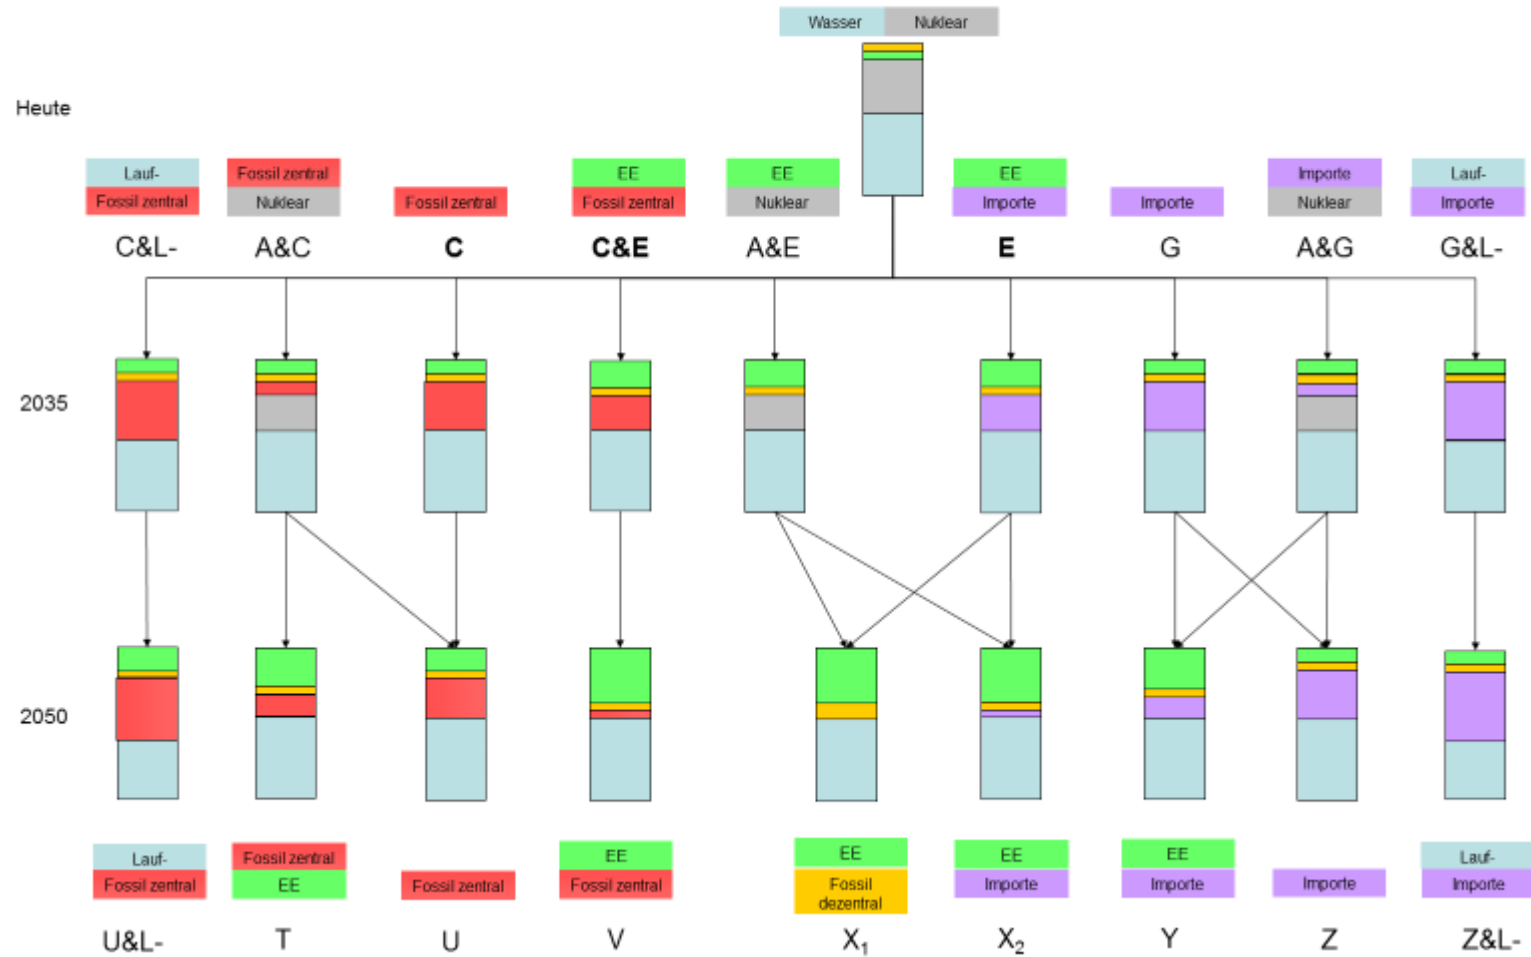 Wasser Nuklear
Heute
Lauf- Fossil zentral EE EE EE Importe Lauf-
Fossil zentral Nuklear Fossil zentral Fossil zentral Nuklear Importe Importe Nuklear Importe
C&L- A&C C C&E A&E E G A&G G&L-
2035
2050
Lauf- Fossil zentral EE EE EE EE Lauf-
Fossil zentral EE Fossil zentral Fossil zentral Fossil Importe Importe Importe Importe
dezentral
U&L- T U V X1 X2 Y Z Z&L-